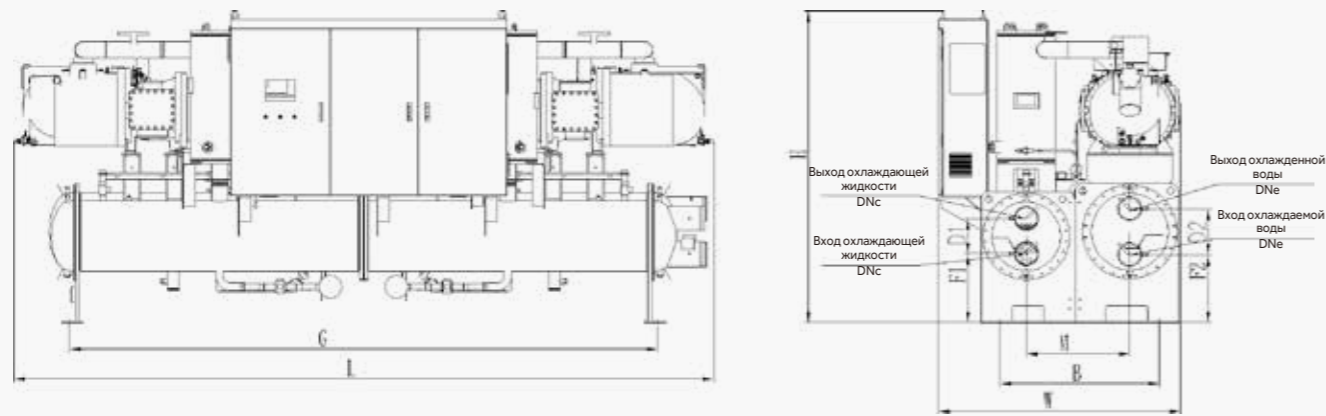 G
L
H
Выход охлаждающей
жидкости
DNc
Вход охлаждающей
жидкости
DNc
D1
F1
Выход охлажденной
воды
DNe
Вход охлаждаемой
воды
DNe
D2
F2
M
B
W